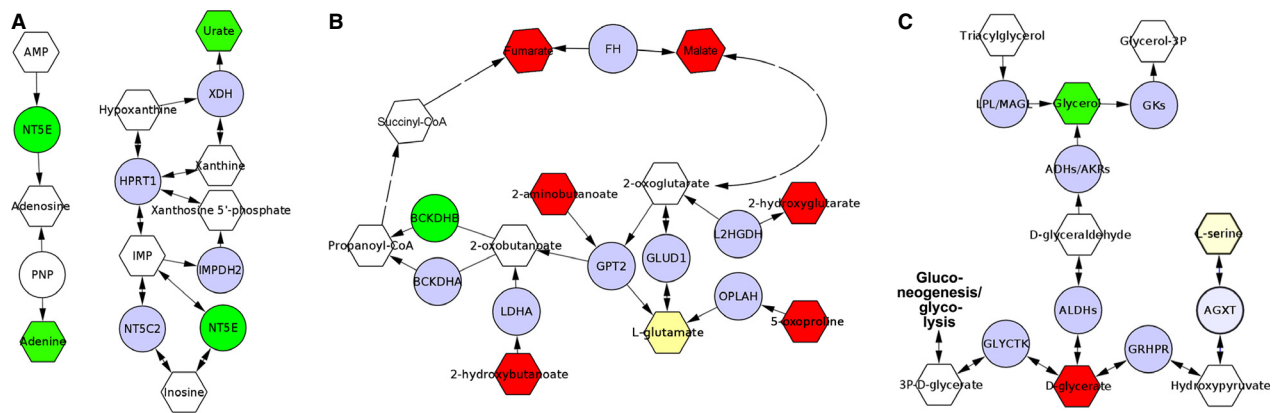 A
AMP
NT5E
Adenosine
PNP
Adenine
Urate
XDH
Hypoxanthine
Xanthine
HPRT1
Xanthosine 5'-phosphate
IMP
IMPDH2
NT5C2
NT5E
Inosine
B
Fumarate
FH
Malate
Succinyl-CoA
2-aminobutanoate
2-oxoglutarate
2-hydroxyglutarate
BCKDHB
Propanoyl-CoA
2-oxobutanoate
L2HGDH
GPT2
GLUD1
BCKDHA
LDHA
OPLAH
L-glutamate
5-oxoproline
2-hydroxybutanoate
C
Triacylglycerol
Glycerol-3P
LPL/MAGL
Glycerol
GKs
ADHs/AKRs
D-glyceraldehyde
L-serine
Gluco-
neogenesis/
glyco-
lysis
ALDHs
AGXT
GLYCTK
GRHPR
3P-D-glycerate
D-glycerate
Hydroxypyruvate